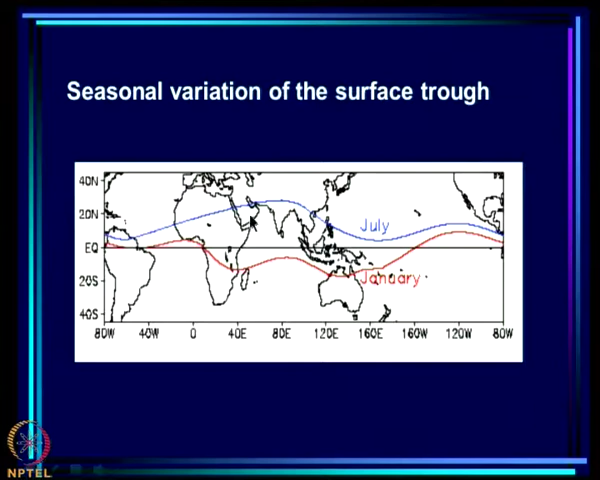 Seasonal variation of the surface trough
40N
20N
EQ
20S
40S
July
January
80W 40W 0 40E 80E 120E 160E 160W 120W 80W
NPTEL